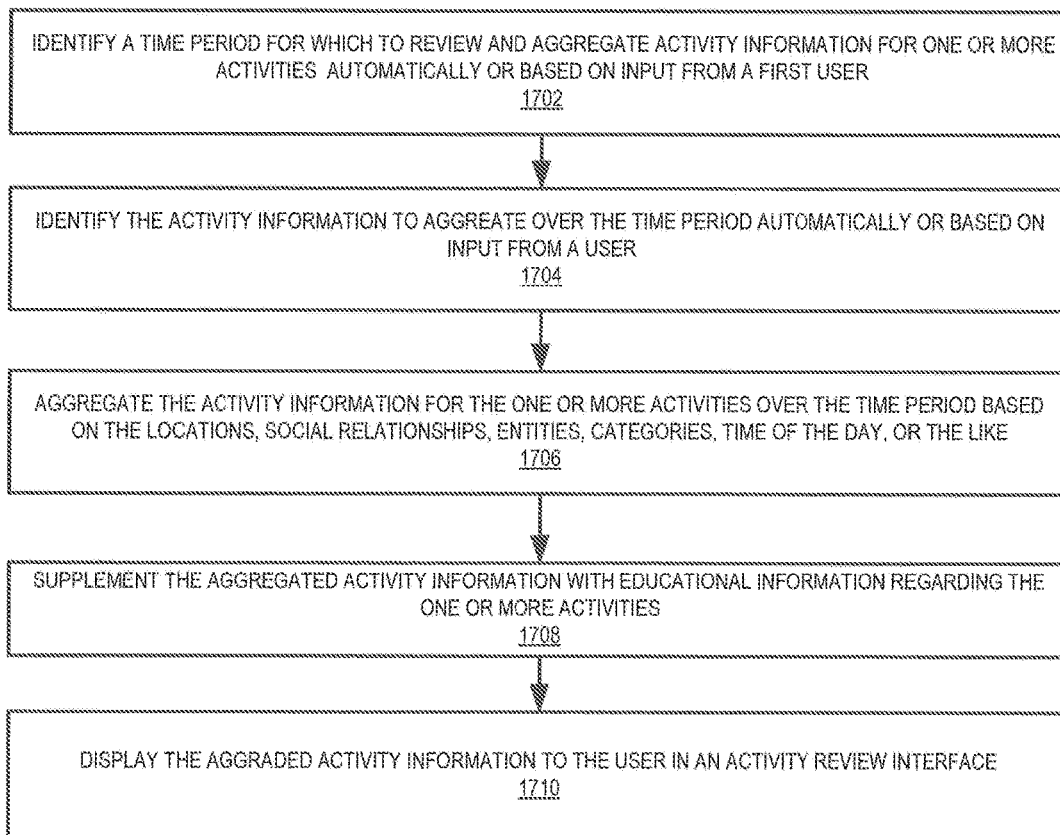 IDENTIFY A TIME PERIOD FOR WHICH TO REVIEW AND AGGREGATE ACTIVITY INFORMATION FOR ONE OR MORE
ACTIVITIES AUTOMATICALLY OR BASED ON INPUT FROM A FIRST USER
1702
IDENTIFY THE ACTIVITY INFORMATION TO AGGREATE OVER THE TIME PERIOD AUTOMATICALLY OR BASED ON
INPUT FROM A USER
1704
AGGREGATE THE ACTIVITY INFORMATION FOR THE ONE OR MORE ACTIVITIES OVER THE TIME PERIOD BASED
ON THE LOCATIONS, SOCIAL RELATIONSHIPS, ENTITIES, CATEGORIES, TIME OF THE DAY, OR THE LIKE
1706
SUPPLEMENT THE AGGREGATED ACTIVITY INFORMATION WITH EDUCATIONAL INFORMATION REGARDING THE
ONE OR MORE ACTIVITIES
1708
DISPLAY THE AGGRADED ACTIVITY INFORMATION TO THE USER IN AN ACTIVITY REVIEW INTERFACE
1710